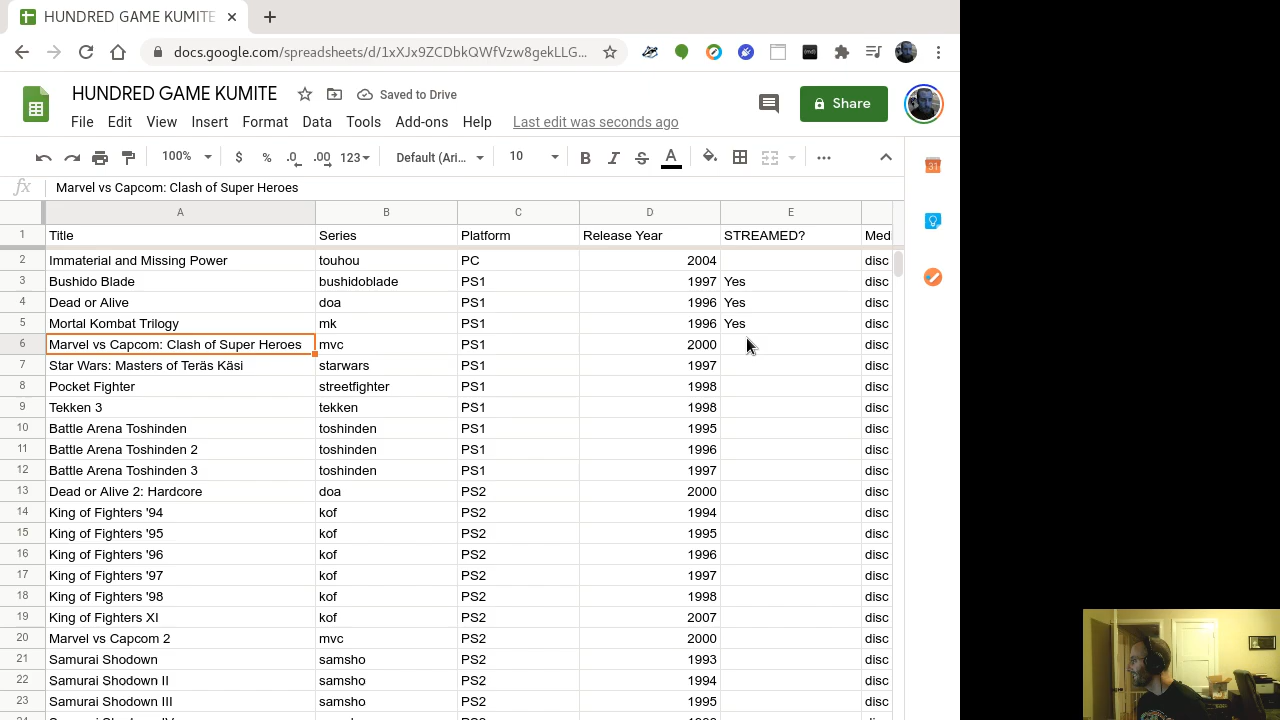 HUNDRED GAME KUMITE
docs.google.com/spreadsheets/d/1xXJx9ZCDbkQWfVzw8gekLLG...
HUNDRED GAME KUMITE
Saved to Drive
Share
File Edit View Insert Format Data Tools Add-ons Help Last edit was seconds ago
100% $ % .0 .00 123 Default (Ari... 10 B I S A
fx Marvel vs Capcom: Clash of Super Heroes
31
A B C D E
1 Title Series Platform Release Year STREAMED? Med
2 Immaterial and Missing Power touhou PC 2004 disc
3 Bushido Blade bushidoblade PS1 1997 Yes disc
4 Dead or Alive doa PS1 1996 Yes disc
5 Mortal Kombat Trilogy mk PS1 1996 Yes disc
6 Marvel vs Capcom: Clash of Super Heroes mvc PS1 2000 disc
7 Star Wars: Masters of Teräs Käsi starwars PS1 1997 disc
8 Pocket Fighter streetfighter PS1 1998 disc
9 Tekken 3 tekken PS1 1998 disc
10 Battle Arena Toshinden toshinden PS1 1995 disc
11 Battle Arena Toshinden 2 toshinden PS1 1996 disc
12 Battle Arena Toshinden 3 toshinden PS1 1997 disc
13 Dead or Alive 2: Hardcore doa PS2 2000 disc
14 King of Fighters '94 kof PS2 1994 disc
15 King of Fighters '95 kof PS2 1995 disc
16 King of Fighters '96 kof PS2 1996 disc
17 King of Fighters '97 kof PS2 1997 disc
18 King of Fighters '98 kof PS2 1998 disc
19 King of Fighters XI kof PS2 2007 disc
20 Marvel vs Capcom 2 mvc PS2 2000 disc
21 Samurai Shodown samsho PS2 1993 disc
22 Samurai Shodown II samsho PS2 1994 disc
23 Samurai Shodown III samsho PS2 1995 disc